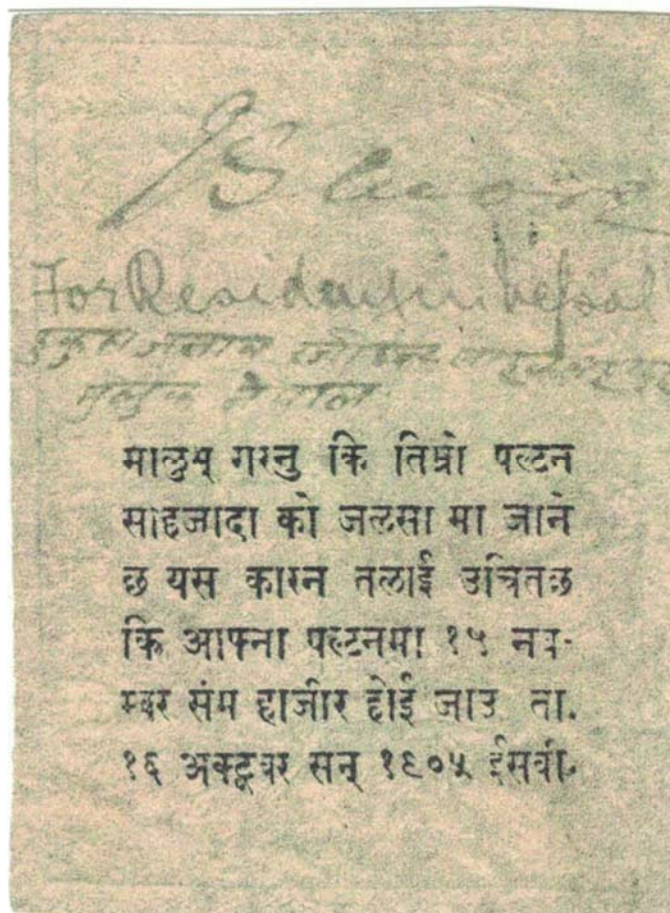 For Resident in Nepal
मुलुक नेपाल
मालुम् गरनु कि तिम्रो पल्टन
साहजादा को जलसा मा जाने
छ यस कारन तलाई उचितछ
कि आफ्ना पल्टनमा १५ नव-
म्बर संम हाजीर होई जाउ ता.
१६ अक्टूबर सन् १९०५ ईसवी.